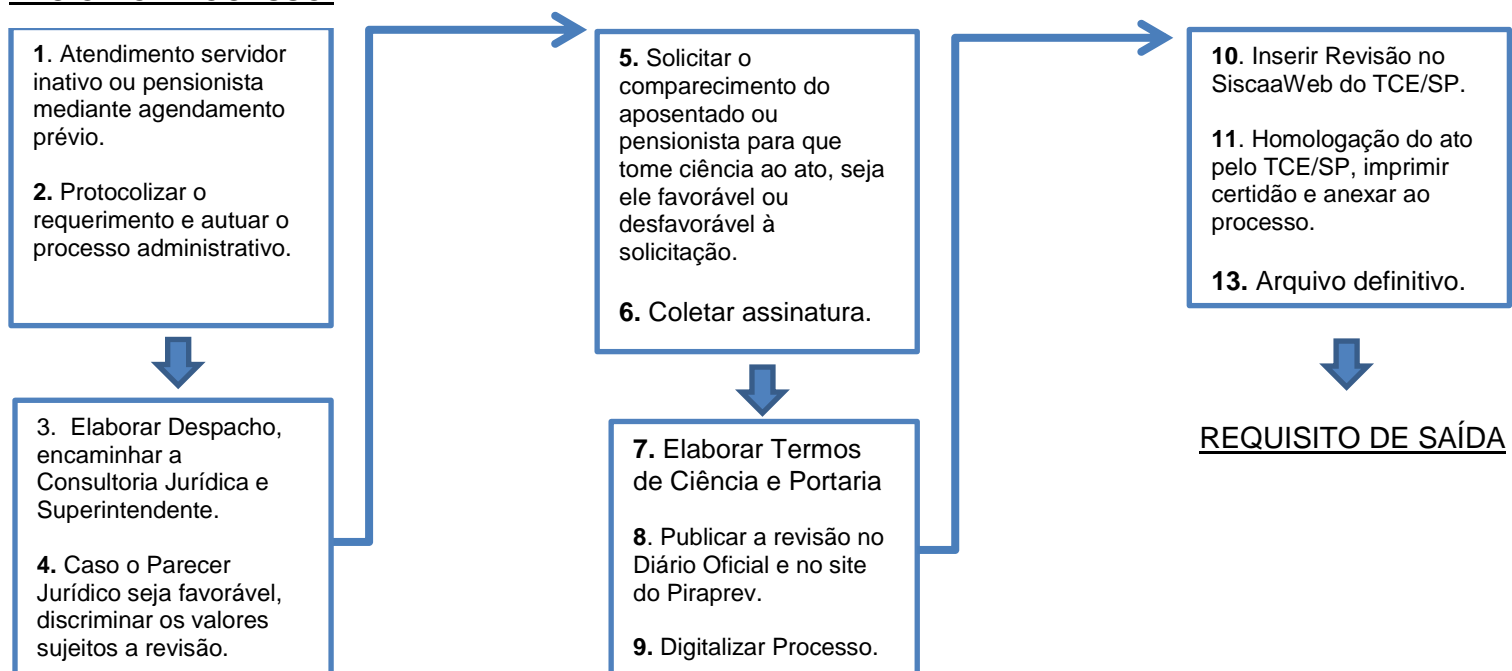 1. Atendimento servidor
inativo ou pensionista
mediante agendamento
prévio.
2. Protocolizar o
requerimento e autuar o
processo administrativo.
3. Elaborar Despacho,
encaminhar a
Consultoria Jurídica e
Superintendente.
4. Caso o Parecer
Jurídico seja favorável,
discriminar os valores
sujeitos a revisão.
5. Solicitar o
comparecimento do
aposentado ou
pensionista para que
tome ciência ao ato, seja
ele favorável ou
desfavorável à
solicitação.
6. Coletar assinatura.
7. Elaborar Termos
de Ciência e Portaria
8. Publicar a revisão no
Diário Oficial e no site
do Piraprev.
9. Digitalizar Processo.
10. Inserir Revisão no
SiscaaWeb do TCE/SP.
11. Homologação do ato
pelo TCE/SP, imprimir
certidão e anexar ao
processo.
13. Arquivo definitivo.
REQUISITO DE SAÍDA